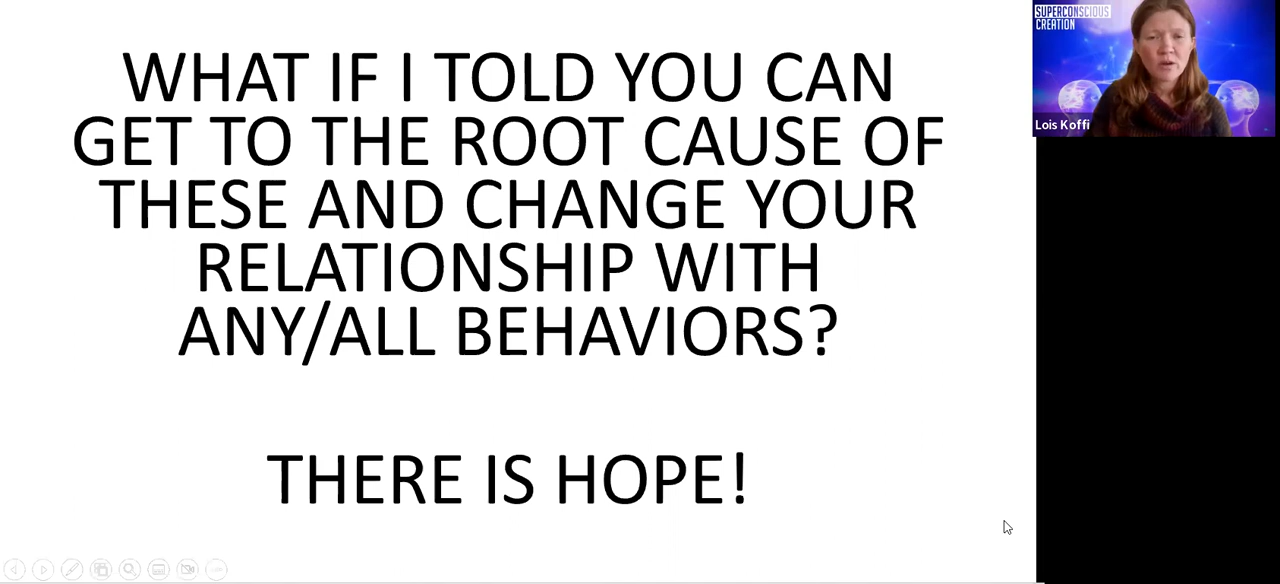 WHAT IF I TOLD YOU CAN
GET TO THE ROOT CAUSE OF
THESE AND CHANGE YOUR
RELATIONSHIP WITH
ANY/ALL BEHAVIORS?
THERE IS HOPE!
SUPERCONSCIOUS
CREATION
Lois Koffi